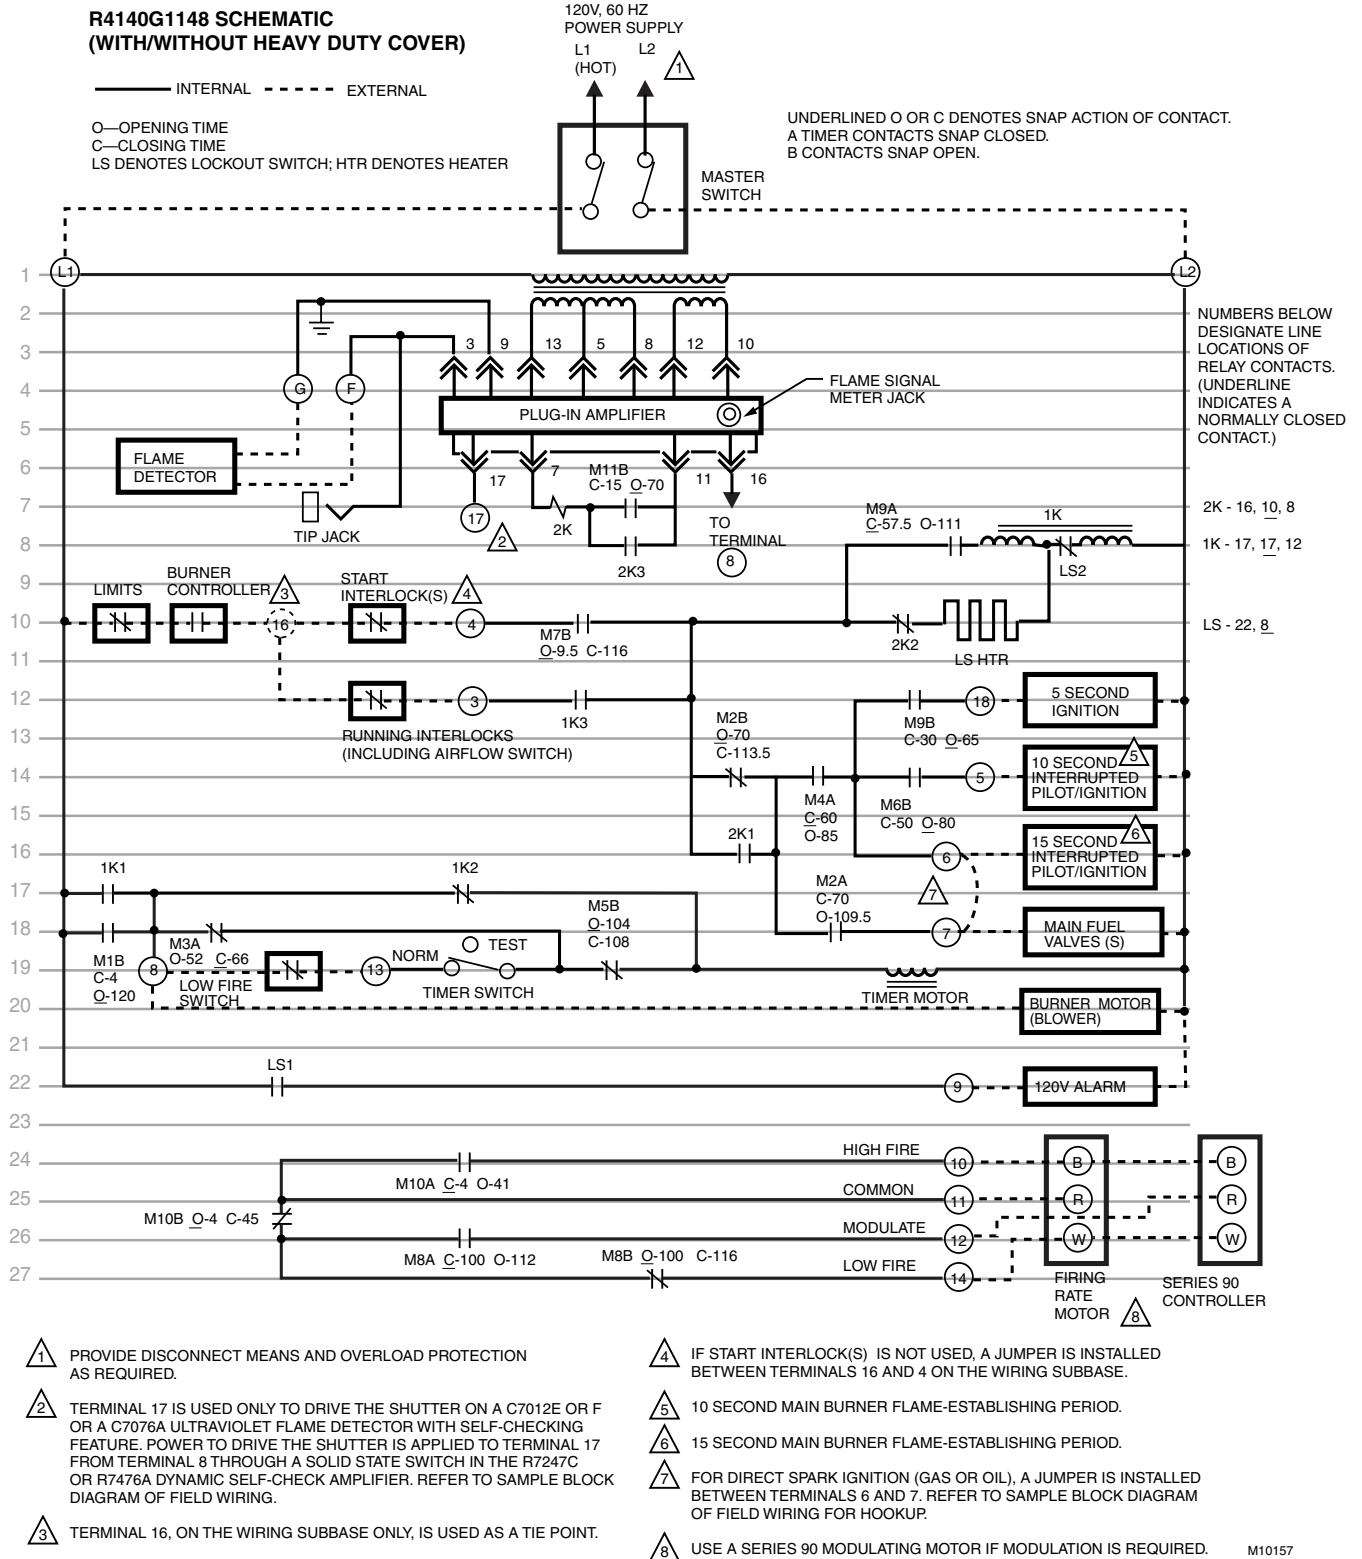 R4140G1148 SCHEMATIC
(WITH/WITHOUT HEAVY DUTY COVER)
INTERNAL
EXTERNAL
O—OPENING TIME
C—CLOSING TIME
LS DENOTES LOCKOUT SWITCH; HTR DENOTES HEATER
120V, 60 HZ
POWER SUPPLY
L1
(HOT)
L2
1
MASTER
SWITCH
UNDERLINED O OR C DENOTES SNAP ACTION OF CONTACT.
A TIMER CONTACTS SNAP CLOSED.
B CONTACTS SNAP OPEN.
1
L1
L2
2
NUMBERS BELOW
DESIGNATE LINE
LOCATIONS OF
RELAY CONTACTS.
(UNDERLINE
INDICATES A
NORMALLY CLOSED
CONTACT.)
3
3
9
13
5
8
12
10
4
G
F
FLAME SIGNAL
METER JACK
PLUG-IN AMPLIFIER
5
FLAME
DETECTOR
6
17
7
M11B
C-15 O-70
11
16
7
TIP JACK
17
2
2K
TO
TERMINAL
8
M9A
C-57.5 O-111
1K
2K - 16, 10, 8
8
2K3
LS2
1K - 17, 17, 12
9
LIMITS
BURNER
CONTROLLER
3
START
INTERLOCK(S)
4
10
16
4
M7B
O-9.5 C-116
2K2
LS HTR
LS - 22, 8
11
12
3
1K3
RUNNING INTERLOCKS
(INCLUDING AIRFLOW SWITCH)
M2B
O-70
C-113.5
M9B
C-30 O-65
18
5 SECOND
IGNITION
13
14
M4A
C-60
O-85
M6B
C-50 O-80
5
10 SECOND
INTERRUPTED
PILOT/IGNITION
5
15
16
2K1
6
15 SECOND
INTERRUPTED
PILOT/IGNITION
6
17
1K1
1K2
M2A
C-70
O-109.5
7
18
M1B
C-4
O-120
M3A
O-52 C-66
M5B
O-104
C-108
7
MAIN FUEL
VALVES (S)
19
8
LOW FIRE
SWITCH
13
NORM
TEST
TIMER SWITCH
TIMER MOTOR
20
BURNER MOTOR
(BLOWER)
21
22
LS1
9
120V ALARM
23
24
HIGH FIRE
10
B
B
M10A C-4 O-41
25
COMMON
11
R
R
M10B O-4 C-45
26
MODULATE
12
W
W
M8A C-100 O-112
M8B O-100 C-116
27
LOW FIRE
14
FIRING
RATE
MOTOR
8
SERIES 90
CONTROLLER
1 PROVIDE DISCONNECT MEANS AND OVERLOAD PROTECTION
AS REQUIRED.
2 TERMINAL 17 IS USED ONLY TO DRIVE THE SHUTTER ON A C7012E OR F
OR A C7076A ULTRAVIOLET FLAME DETECTOR WITH SELF-CHECKING
FEATURE. POWER TO DRIVE THE SHUTTER IS APPLIED TO TERMINAL 17
FROM TERMINAL 8 THROUGH A SOLID STATE SWITCH IN THE R7247C
OR R7476A DYNAMIC SELF-CHECK AMPLIFIER. REFER TO SAMPLE BLOCK
DIAGRAM OF FIELD WIRING.
3 TERMINAL 16, ON THE WIRING SUBBASE ONLY, IS USED AS A TIE POINT.
4 IF START INTERLOCK(S) IS NOT USED, A JUMPER IS INSTALLED
BETWEEN TERMINALS 16 AND 4 ON THE WIRING SUBBASE.
5 10 SECOND MAIN BURNER FLAME-ESTABLISHING PERIOD.
6 15 SECOND MAIN BURNER FLAME-ESTABLISHING PERIOD.
7 FOR DIRECT SPARK IGNITION (GAS OR OIL), A JUMPER IS INSTALLED
BETWEEN TERMINALS 6 AND 7. REFER TO SAMPLE BLOCK DIAGRAM
OF FIELD WIRING FOR HOOKUP.
8 USE A SERIES 90 MODULATING MOTOR IF MODULATION IS REQUIRED.
M10157